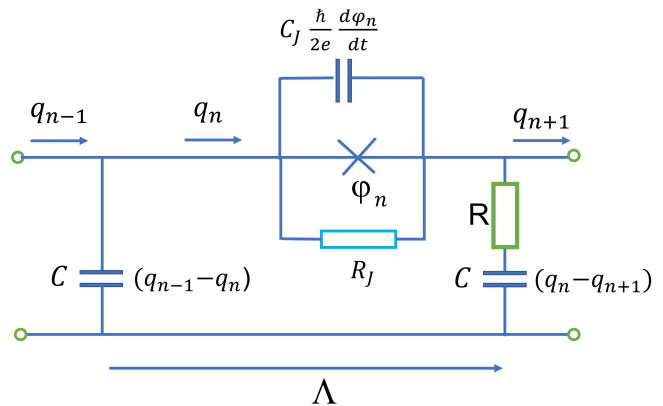 C_J ħ/2e dφ_n/dt
q_{n−1}
q_n
q_{n+1}
φ_n
R
C (q_{n−1}−q_n)
R_J
C (q_n−q_{n+1})
Λ